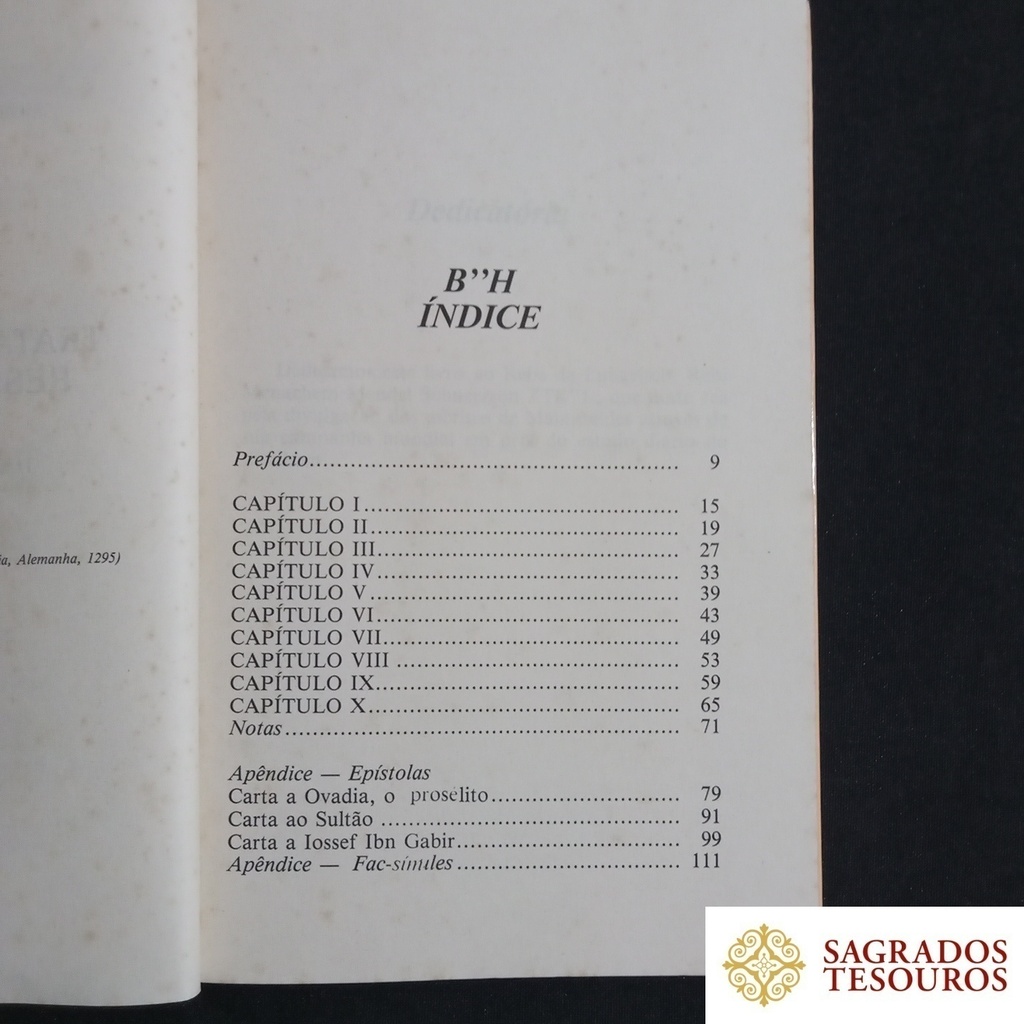 B’’H
ÍNDICE
Prefácio.......................................................... 9
CAPÍTULO I.................................................. 15
CAPÍTULO II................................................. 19
CAPÍTULO III................................................ 27
CAPÍTULO IV................................................ 33
CAPÍTULO V................................................. 39
CAPÍTULO VI................................................ 43
CAPÍTULO VII............................................... 49
CAPÍTULO VIII ............................................. 53
CAPÍTULO IX................................................ 59
CAPÍTULO X................................................. 65
Notas.............................................................. 71
Apêndice — Epístolas
Carta a Ovadia, o prosélito.............................. 79
Carta ao Sultão ............................................... 91
Carta a Iossef Ibn Gabir................................... 99
Apêndice — Fac-símiles................................... 111
Alemanha, 1295)
SAGRADOS
TESOUROS